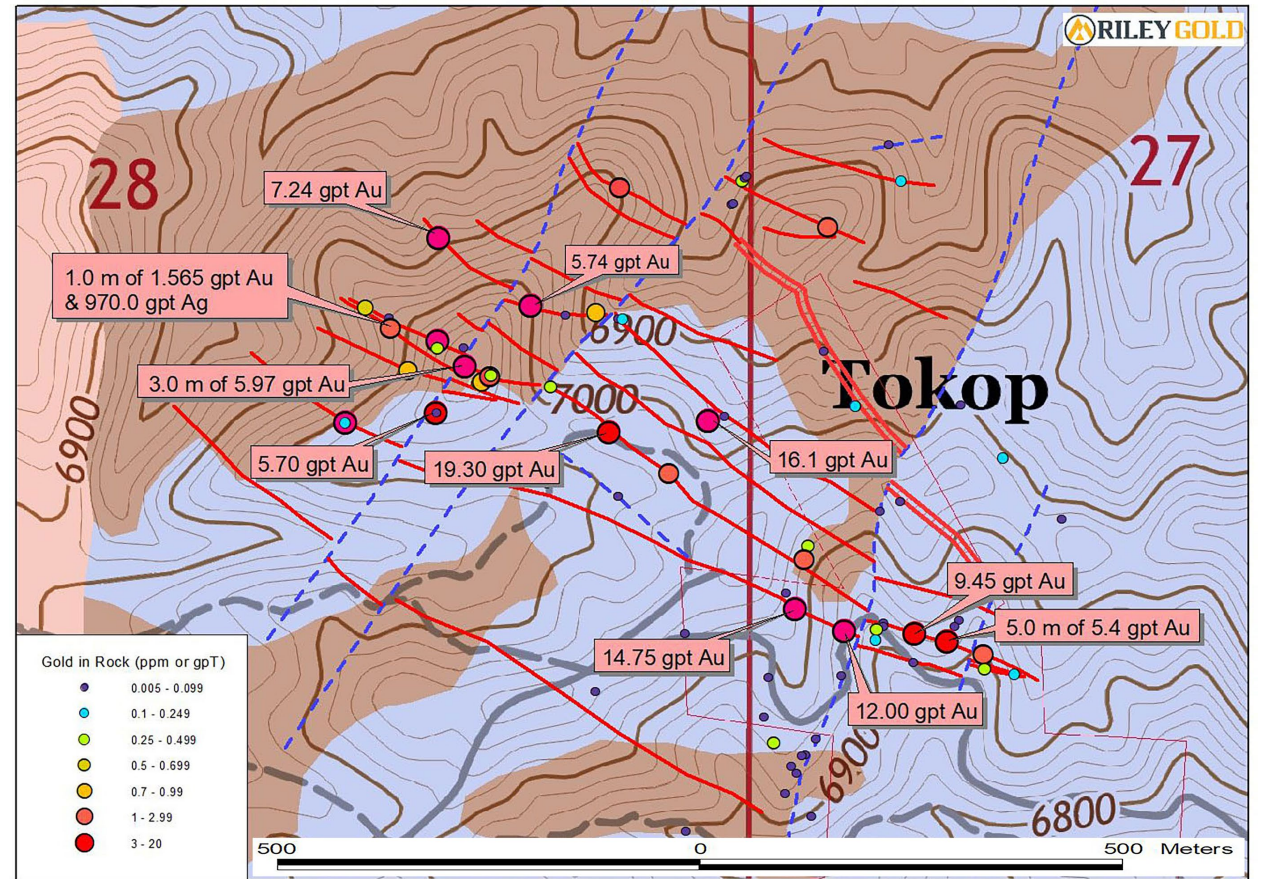 RILEY GOLD
28
27
7.24 gpt Au
5.74 gpt Au
1.0 m of 1.565 gpt Au
& 970.0 gpt Ag
6900
3.0 m of 5.97 gpt Au
7000
Tokop
6900
5.70 gpt Au
19.30 gpt Au
16.1 gpt Au
9.45 gpt Au
5.0 m of 5.4 gpt Au
14.75 gpt Au
12.00 gpt Au
6900
6800
Gold in Rock (ppm or gpT)
0.005 - 0.099
0.1 - 0.249
0.25 - 0.499
0.5 - 0.699
0.7 - 0.99
1 - 2.99
3 - 20
500 0 500 Meters